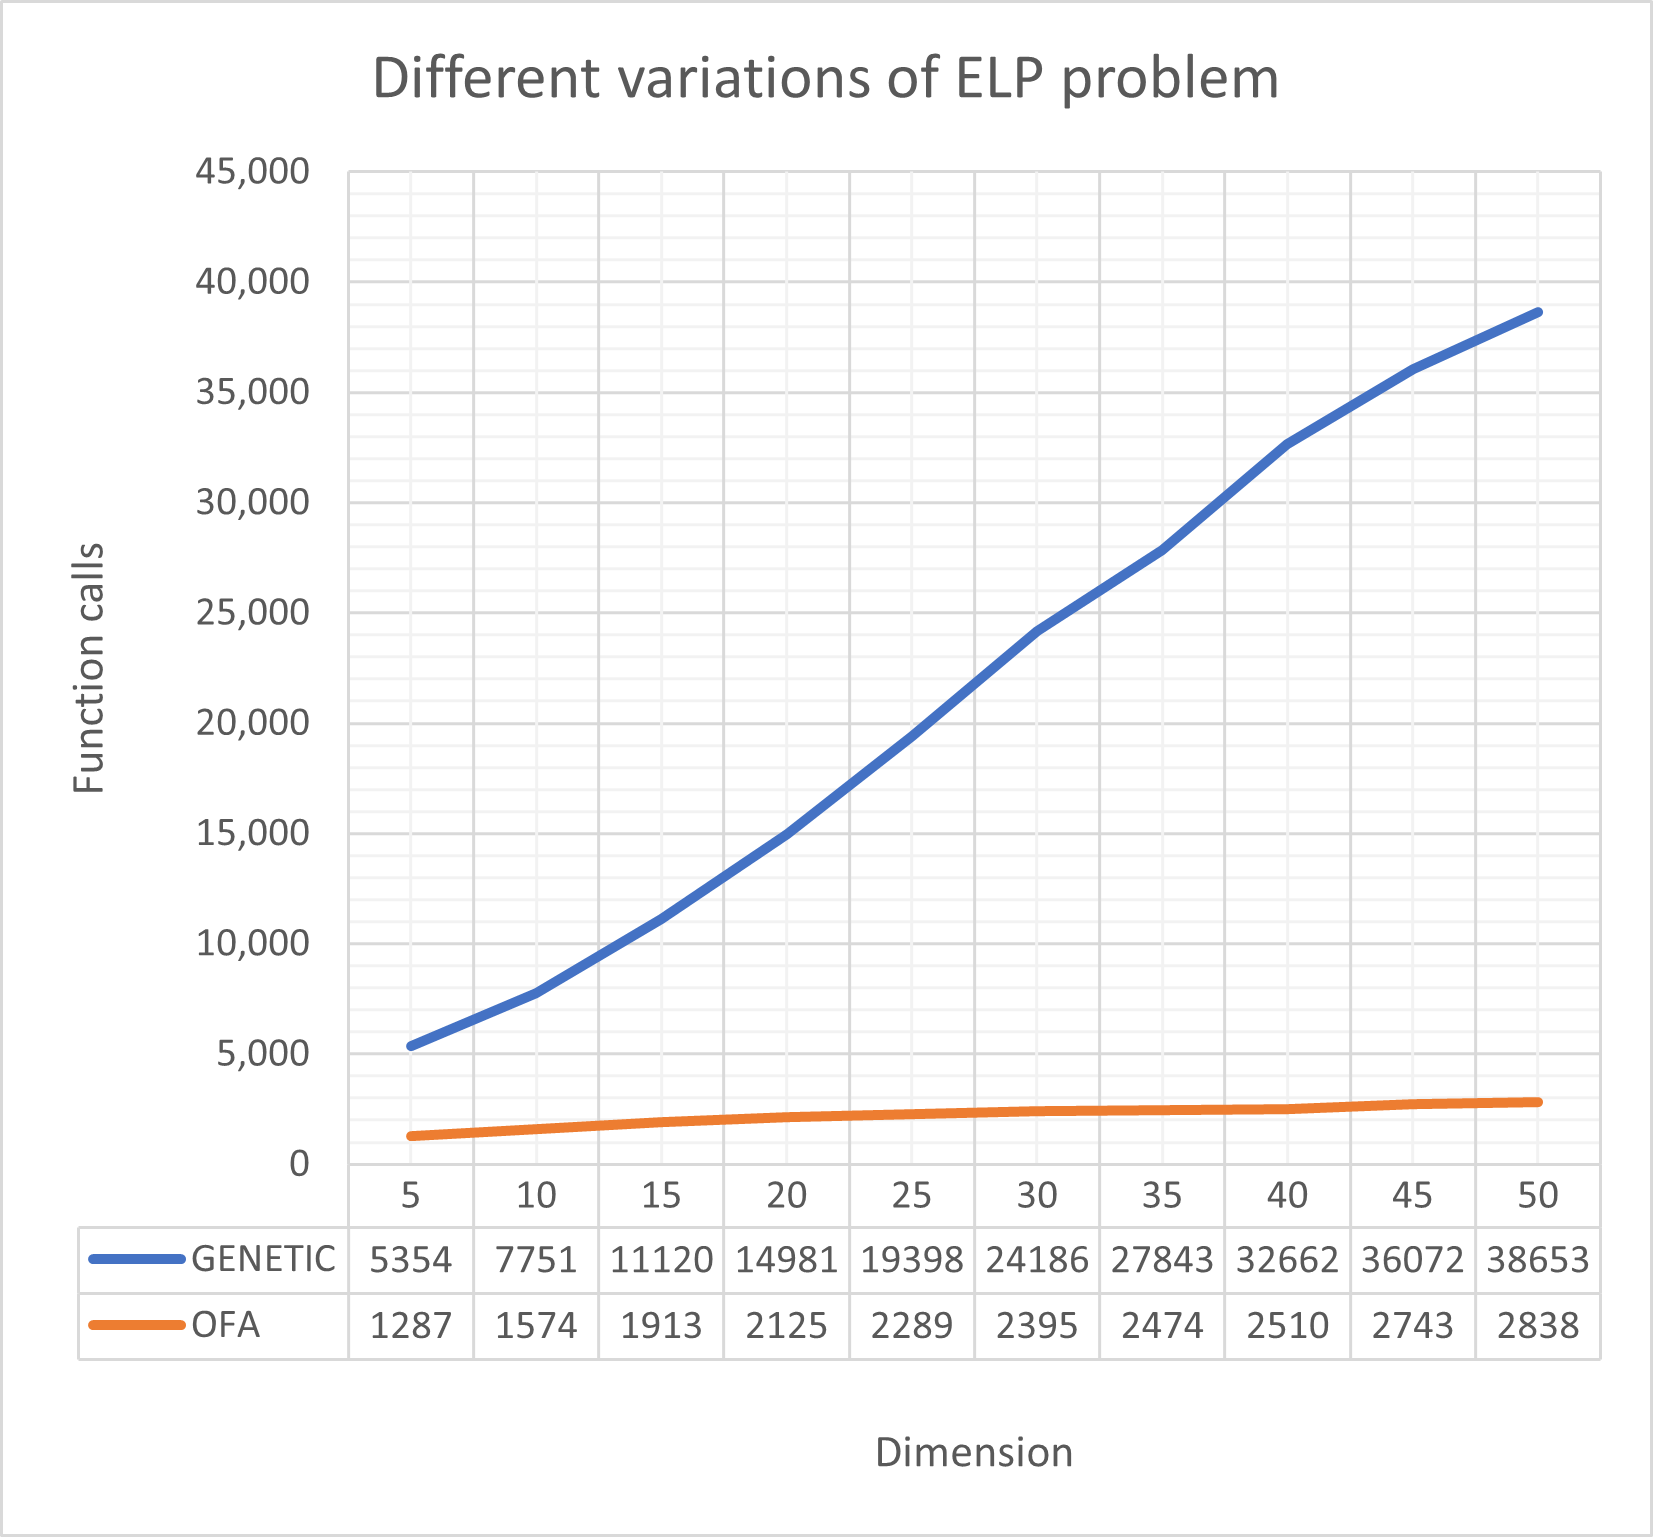 Different variations of ELP problem
45,000
40,000
35,000
30,000
25,000
20,000
15,000
10,000
5,000
0
Function calls
5 10 15 20 25 30 35 40 45 50
GENETIC 5354 7751 11120 14981 19398 24186 27843 32662 36072 38653
OFA 1287 1574 1913 2125 2289 2395 2474 2510 2743 2838
Dimension